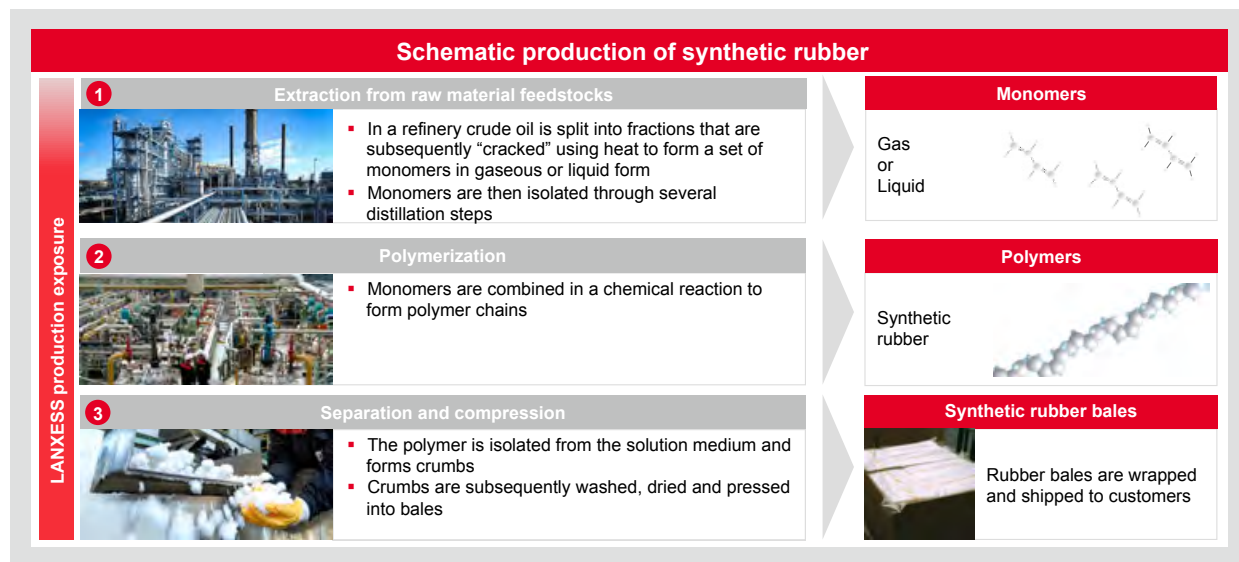 Schematic production of synthetic rubber
LANXESS production exposure
1
Extraction from raw material feedstocks
▪ In a refinery crude oil is split into fractions that are
subsequently “cracked” using heat to form a set of
monomers in gaseous or liquid form
▪ Monomers are then isolated through several
distillation steps
Monomers
Gas
or
Liquid
2
Polymerization
▪ Monomers are combined in a chemical reaction to
form polymer chains
Polymers
Synthetic
rubber
3
Separation and compression
▪ The polymer is isolated from the solution medium and
forms crumbs
▪ Crumbs are subsequently washed, dried and pressed
into bales
Synthetic rubber bales
Rubber bales are wrapped
and shipped to customers